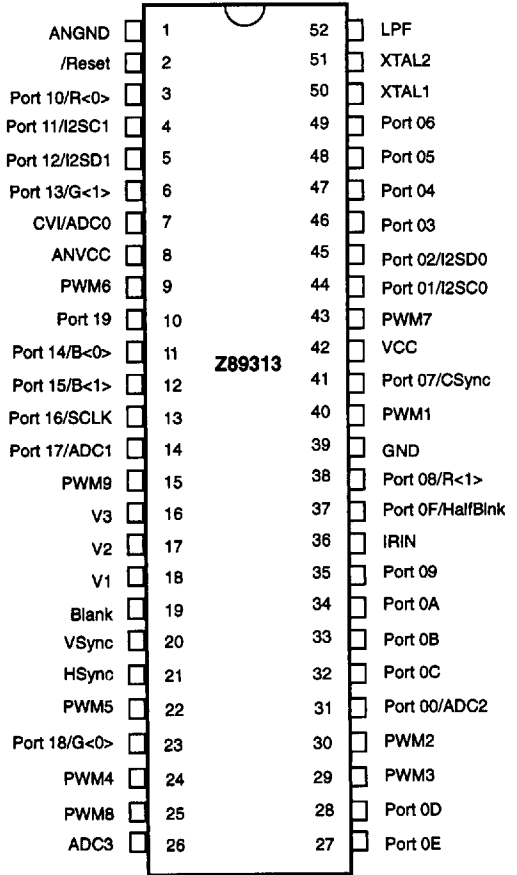 ANGND 1 52 LPF
/Reset 2 51 XTAL2
Port 10/R<0> 3 50 XTAL1
Port 11/I2SC1 4 49 Port 06
Port 12/I2SD1 5 48 Port 05
Port 13/G<1> 6 47 Port 04
CVI/ADC0 7 46 Port 03
ANVCC 8 45 Port 02/I2SD0
PWM6 9 44 Port 01/I2SC0
Port 19 10 43 PWM7
Port 14/B<0> 11 42 VCC
Z89313
Port 15/B<1> 12 41 Port 07/CSync
Port 16/SCLK 13 40 PWM1
Port 17/ADC1 14 39 GND
PWM9 15 38 Port 08/R<1>
V3 16 37 Port 0F/HalfBlnk
V2 17 36 IRIN
V1 18 35 Port 09
Blank 19 34 Port 0A
VSync 20 33 Port 0B
HSync 21 32 Port 0C
PWM5 22 31 Port 00/ADC2
Port 18/G<0> 23 30 PWM2
PWM4 24 29 PWM3
PWM8 25 28 Port 0D
ADC3 26 27 Port 0E